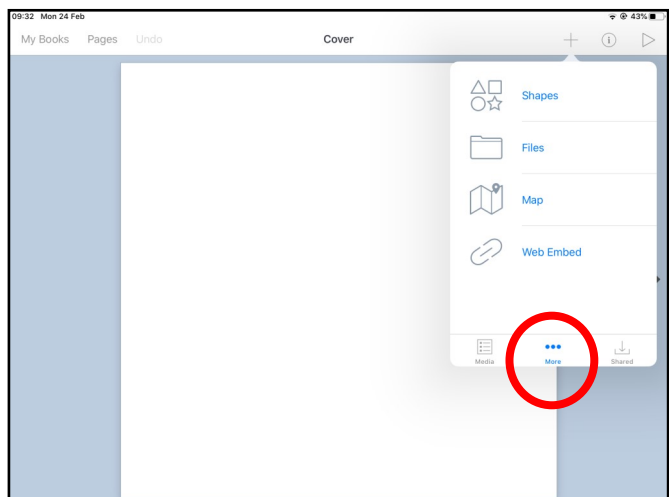 09:32 Mon 24 Feb 43%
My Books Pages Undo Cover
Shapes
Files
Map
Web Embed
Media More Shared